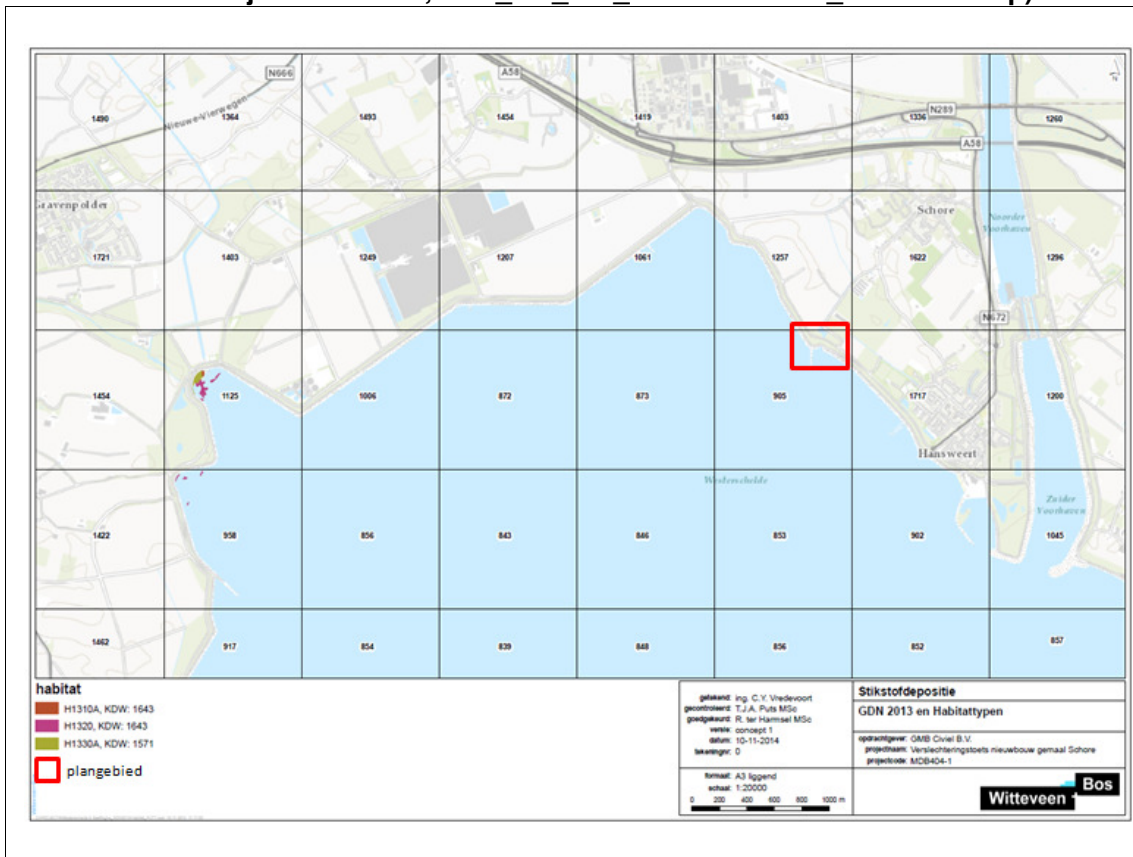 N666
A58
N289
1490
Nieuwe-Vierwegen
1364
1493
1454
1419
1403
1336
1260
A58
Gravenpolder
Schore
Noorder
Voorhaven
1721
1403
1249
1207
1061
1257
1622
1296
N672
1454
1125
1006
872
873
905
1717
1200
Hansweert
Westerschelde
Zuider
Voorhaven
1422
958
856
843
846
853
902
1045
1462
917
854
839
848
856
852
857
habitat
H1310A, KDW: 1643
H1320, KDW: 1643
H1330A, KDW: 1571
plangebied
getekend: ing. C.Y. Vredevoort
gecontroleerd: T.J.A. Puts MSc
goedgekeurd: R. ter Harmsel MSc
versie: concept 1
datum: 10-11-2014
tekeningnr: 0
formaat: A3 liggend
schaal: 1:20000
0 200 400 600 800 1000 m
Stikstofdepositie
GDN 2013 en Habitattypen
opdrachtgever: GMB Civiel B.V.
projectnaam: Verslechteringstoets nieuwbouw gemaal Schore
projectcode: MDB404-1
Witteveen + Bos